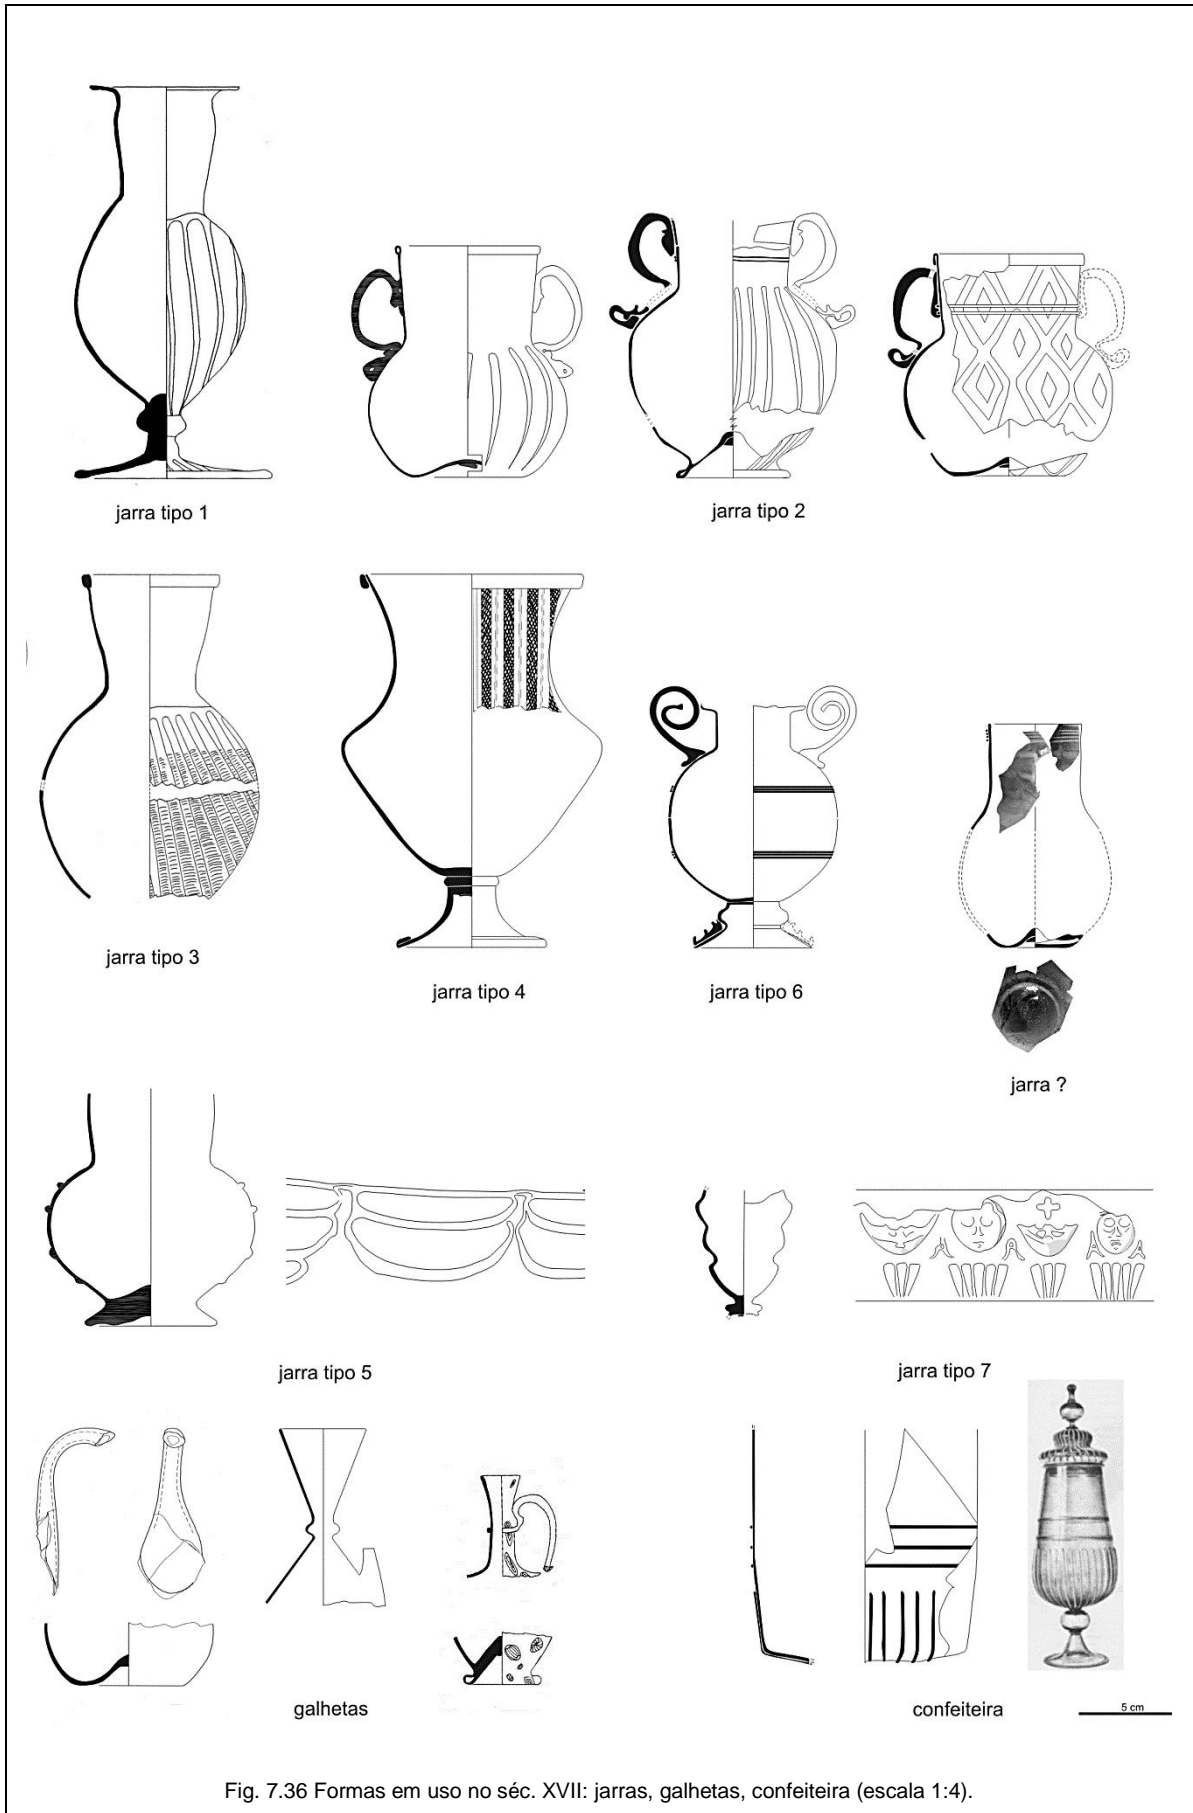 jarra tipo 1
jarra tipo 2
jarra tipo 3
jarra tipo 4
jarra tipo 6
jarra ?
jarra tipo 5
jarra tipo 7
galhetas
confeiteira
5 cm
Fig. 7.36 Formas em uso no séc. XVII: jarras, galhetas, confeiteira (escala 1:4).